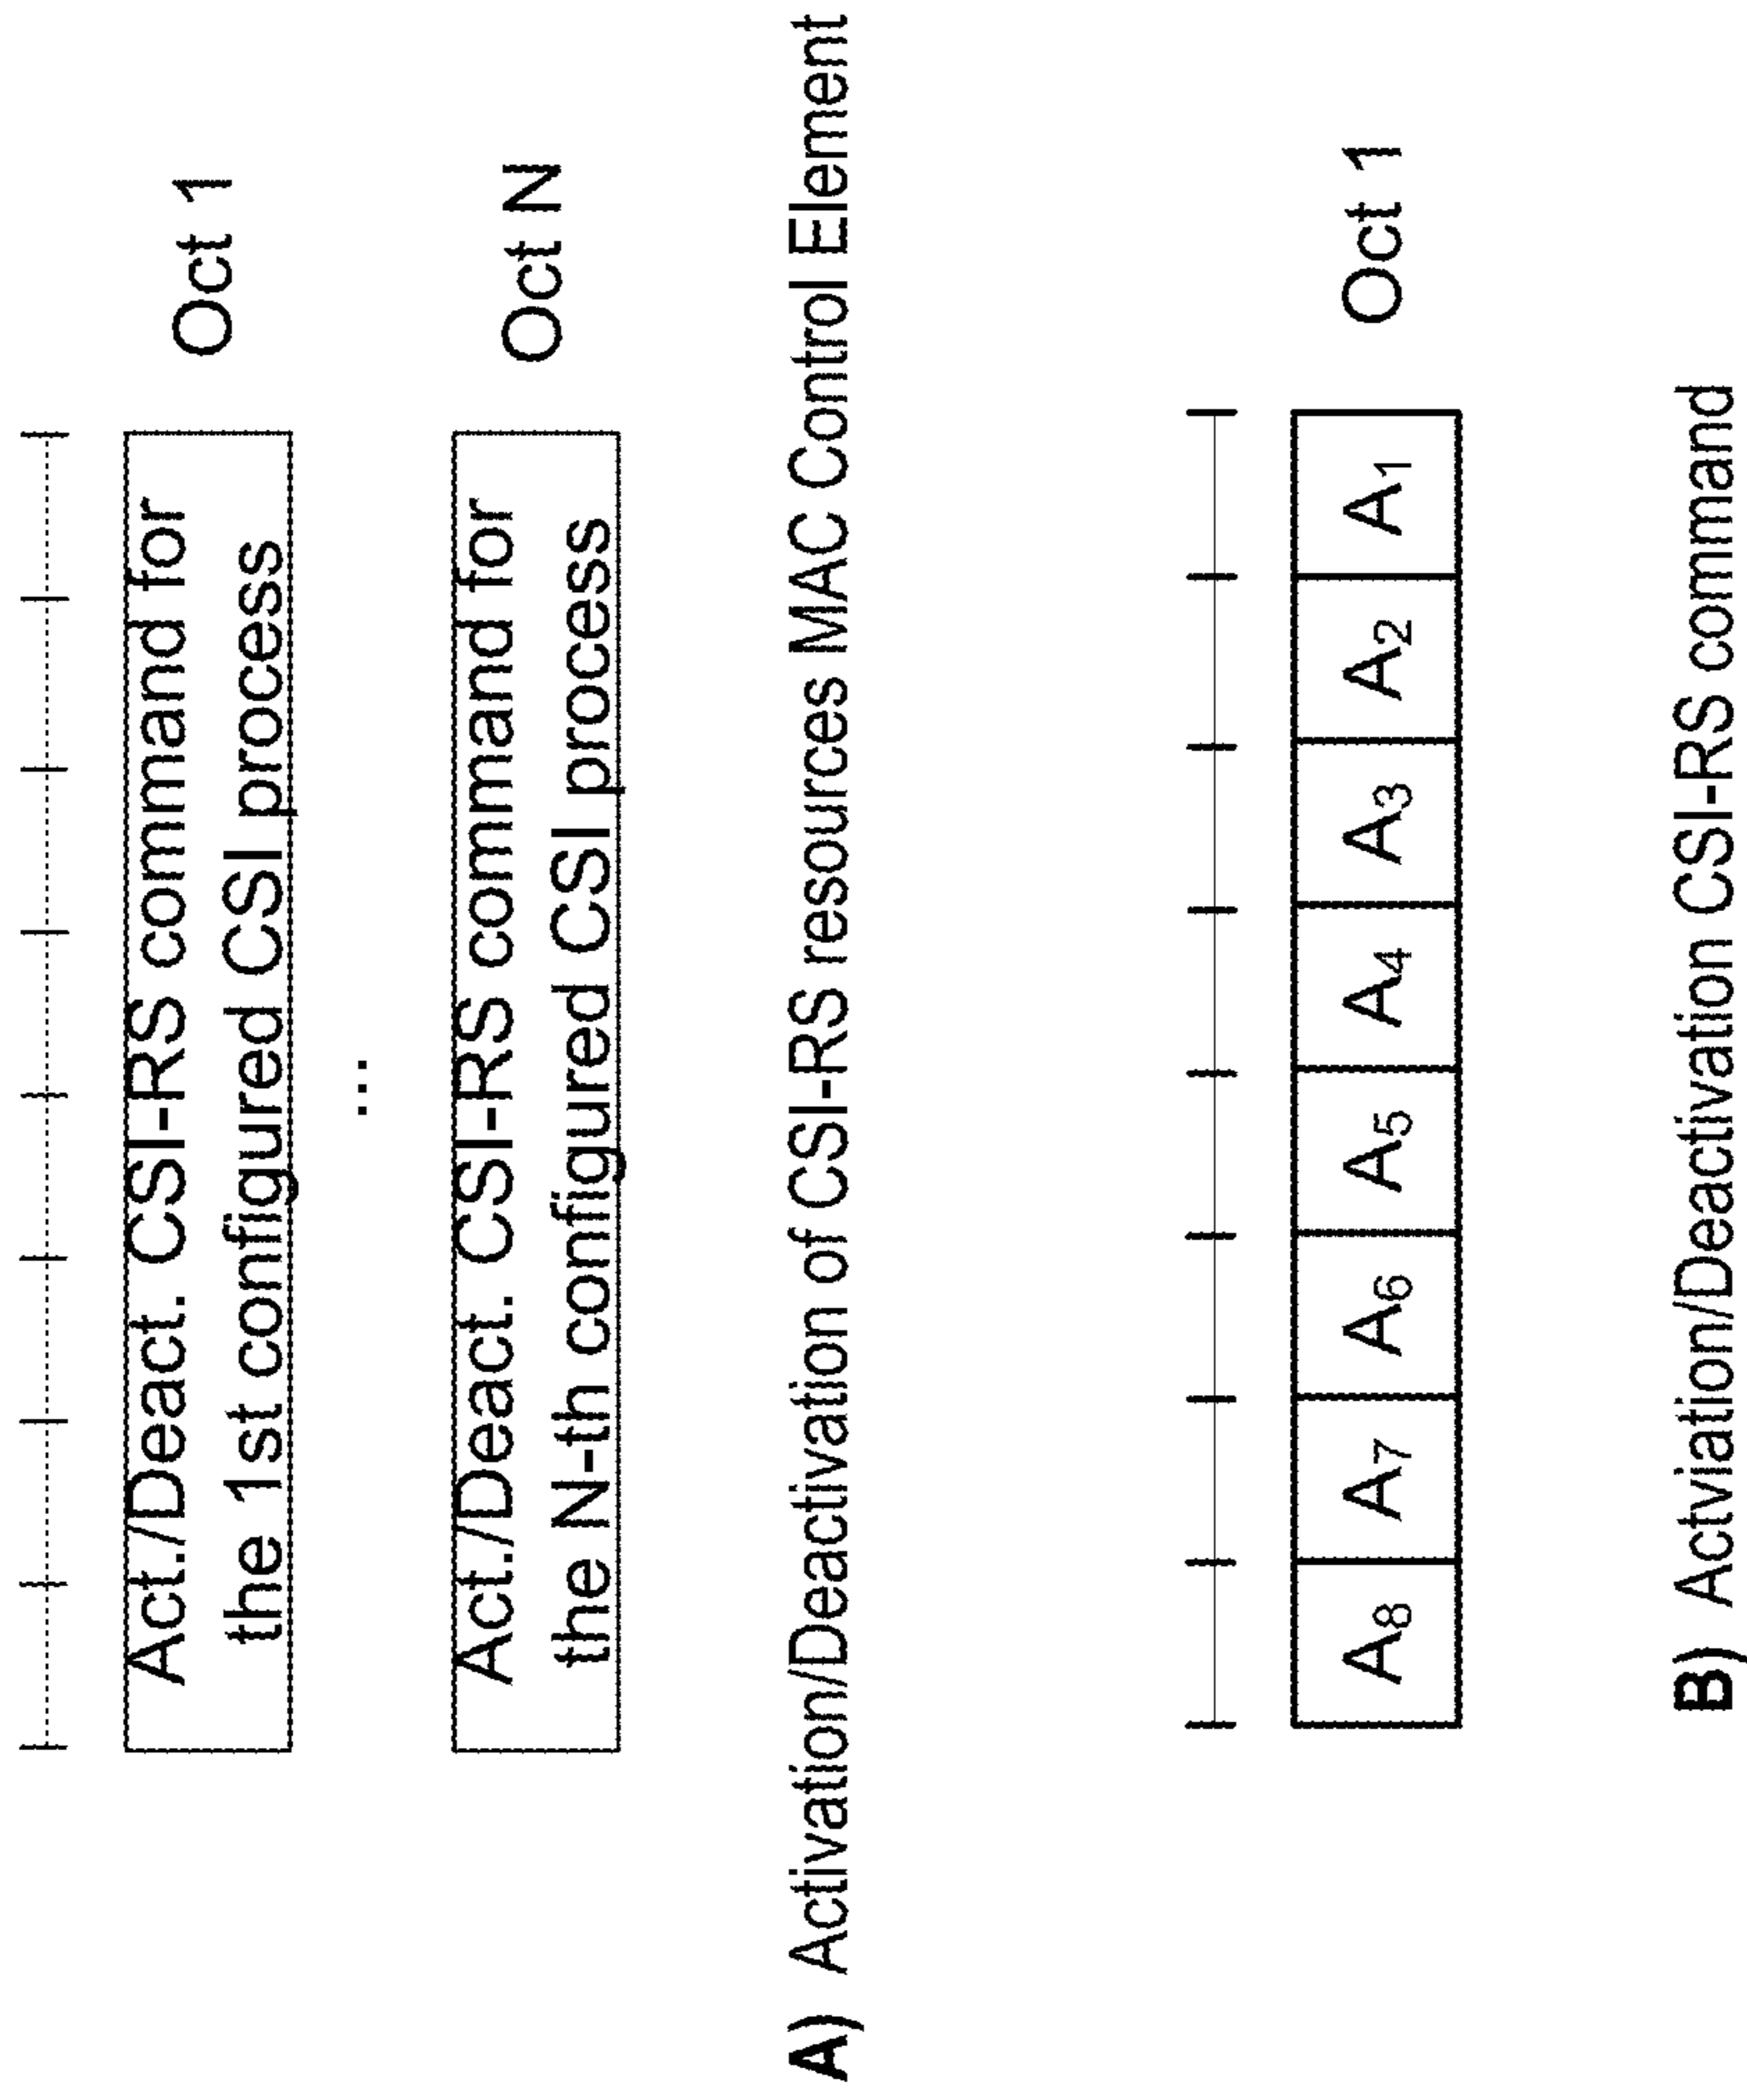 Act./Deact. CSI-RS command for
the 1st configured CSI process
Oct 1
...
Act./Deact. CSI-RS command for
the N-th configured CSI process
Oct N
A) Activation/Deactivation of CSI-RS resources MAC Control Element
A8 A7 A6 A5 A4 A3 A2 A1
Oct 1
B) Activiation/Deactivation CSI-RS command